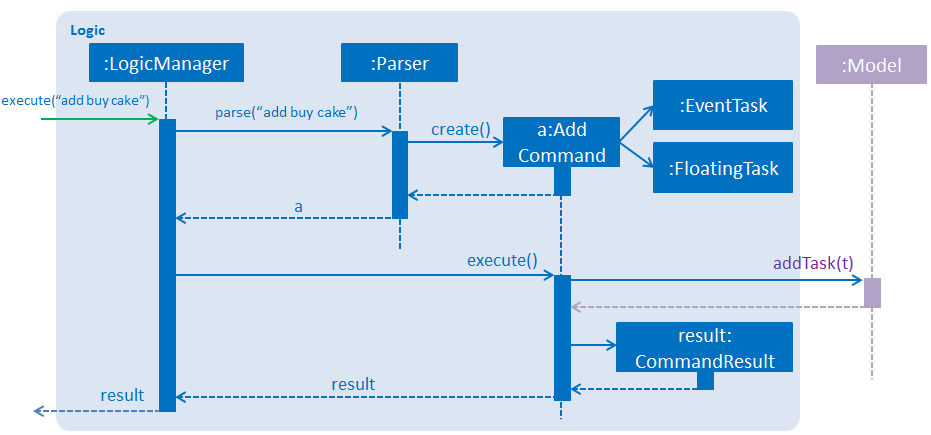 Logic
:LogicManager
:Parser
:Model
execute(“add buy cake”)
parse(“add buy cake”)
create()
a:Add
Command
:EventTask
:FloatingTask
a
execute()
addTask(t)
result:
CommandResult
result
result